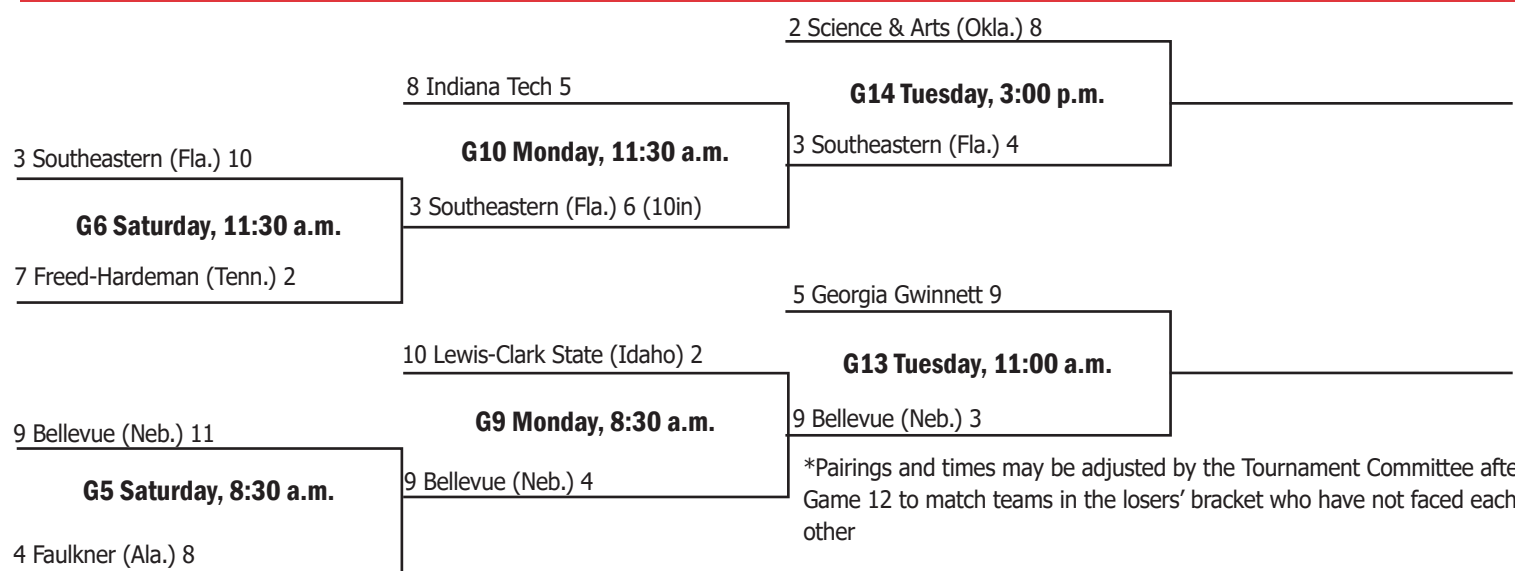 2 Science & Arts (Okla.) 8
8 Indiana Tech 5
G14 Tuesday, 3:00 p.m.
3 Southeastern (Fla.) 10
G10 Monday, 11:30 a.m.
3 Southeastern (Fla.) 4
3 Southeastern (Fla.) 6 (10in)
G6 Saturday, 11:30 a.m.
7 Freed-Hardeman (Tenn.) 2
5 Georgia Gwinnett 9
10 Lewis-Clark State (Idaho) 2
G13 Tuesday, 11:00 a.m.
9 Bellevue (Neb.) 11
G9 Monday, 8:30 a.m.
9 Bellevue (Neb.) 3
G5 Saturday, 8:30 a.m.
9 Bellevue (Neb.) 4
*Pairings and times may be adjusted by the Tournament Committee afte
Game 12 to match teams in the losers’ bracket who have not faced each
other
4 Faulkner (Ala.) 8